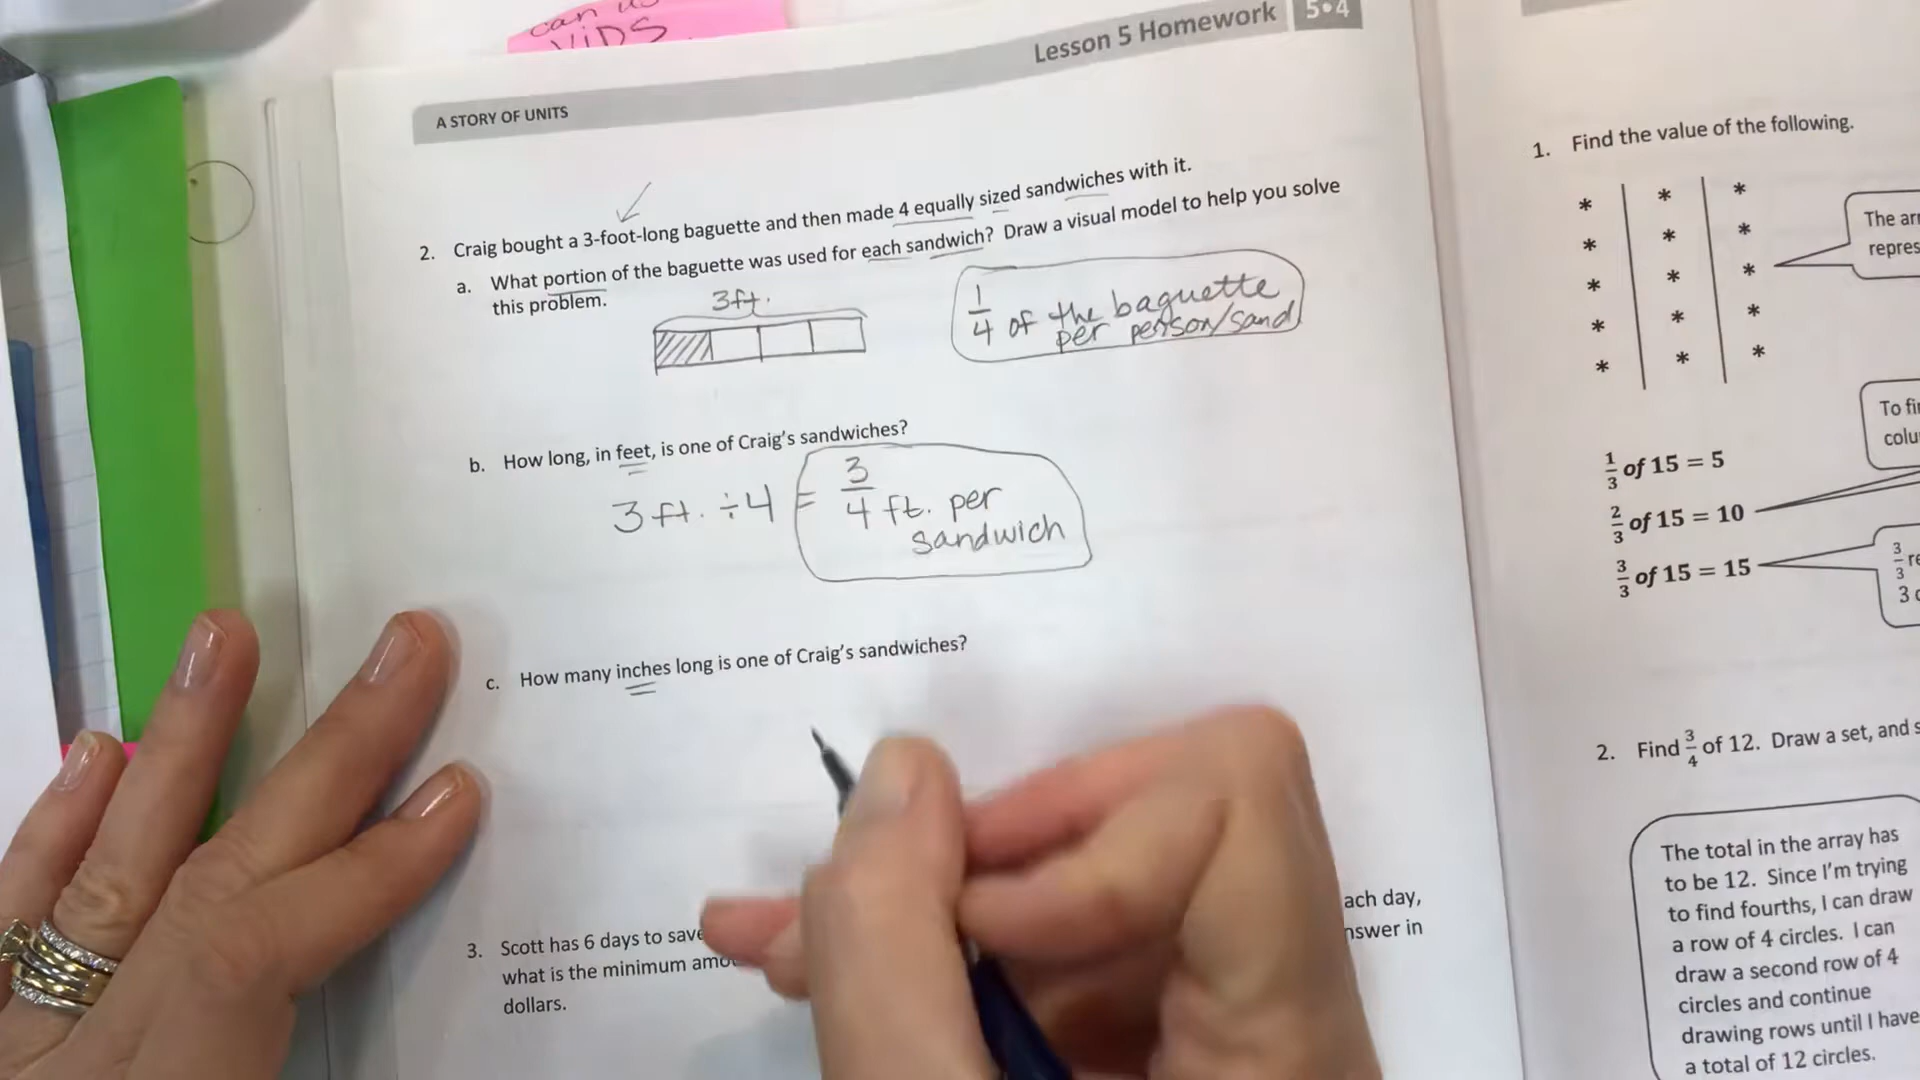 can
VIDS
Lesson 5 Homework 5•4
A STORY OF UNITS
2. Craig bought a 3-foot-long baguette and then made 4 equally sized sandwiches with it.
a. What portion of the baguette was used for each sandwich? Draw a visual model to help you solve
this problem.
3ft.
1/4 of the baguette
per person/sand
b. How long, in feet, is one of Craig's sandwiches?
3 ft. ÷ 4 = 3/4 ft. per
sandwich
c. How many inches long is one of Craig's sandwiches?
3. Scott has 6 days to save ach day,
what is the minimum nswer in
dollars.
1. Find the value of the following.
* * *
* * *
* * *
* * *
* * *
The
1/3 of 15 = 5
2/3 of 15 = 10
3/3 of 15 = 15
To
3/3
3
2. Find 3/4 of 12. Draw a set, and
The total in the array has
to be 12. Since I'm trying
to find fourths, I can draw
a row of 4 circles. I can
draw a second row of 4
circles and continue
drawing rows until I have
a total of 12 circles.